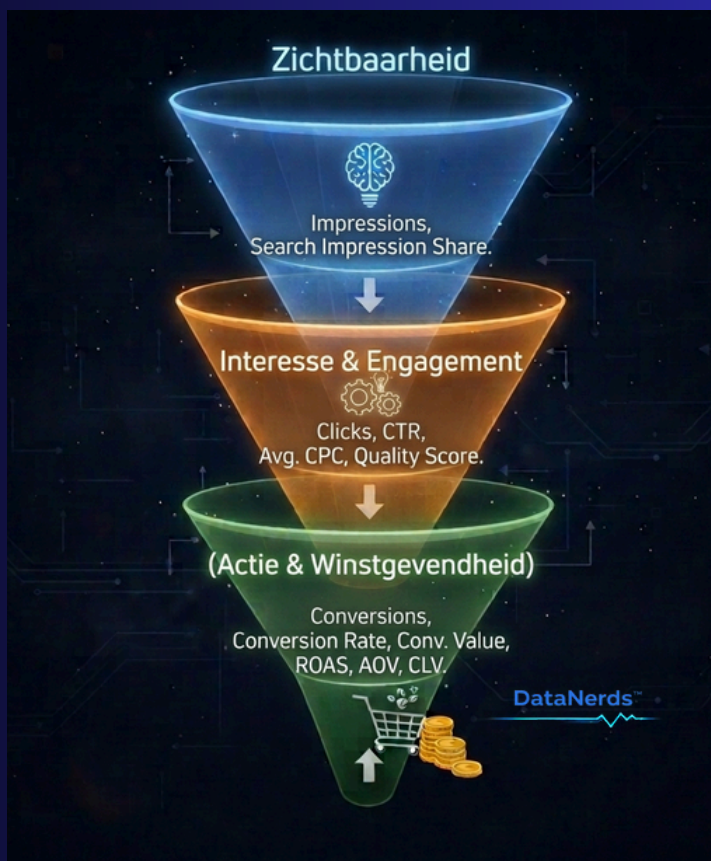 Zichtbaarheid
Impressions,
Search Impression Share.
Interesse & Engagement
Clicks, CTR,
Avg. CPC, Quality Score.
(Actie & Winstgevendheid)
Conversions,
Conversion Rate, Conv. Value,
ROAS, AOV, CLV.
DataNerds™